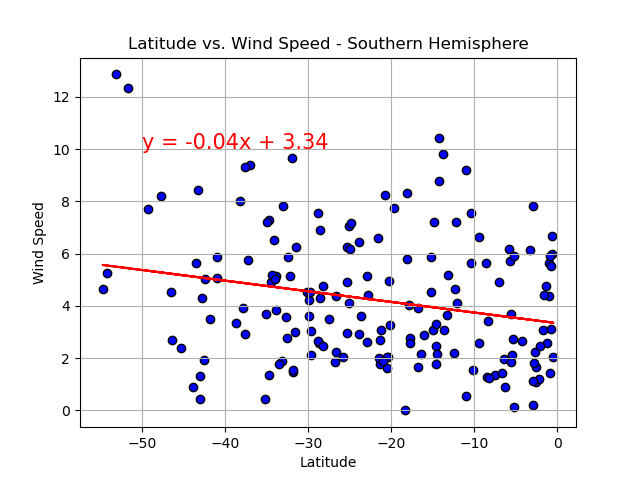 Latitude vs. Wind Speed - Southern Hemisphere
12
10
8
6
4
2
0
Wind Speed
y = -0.04x + 3.34
−50 −40 −30 −20 −10 0
Latitude